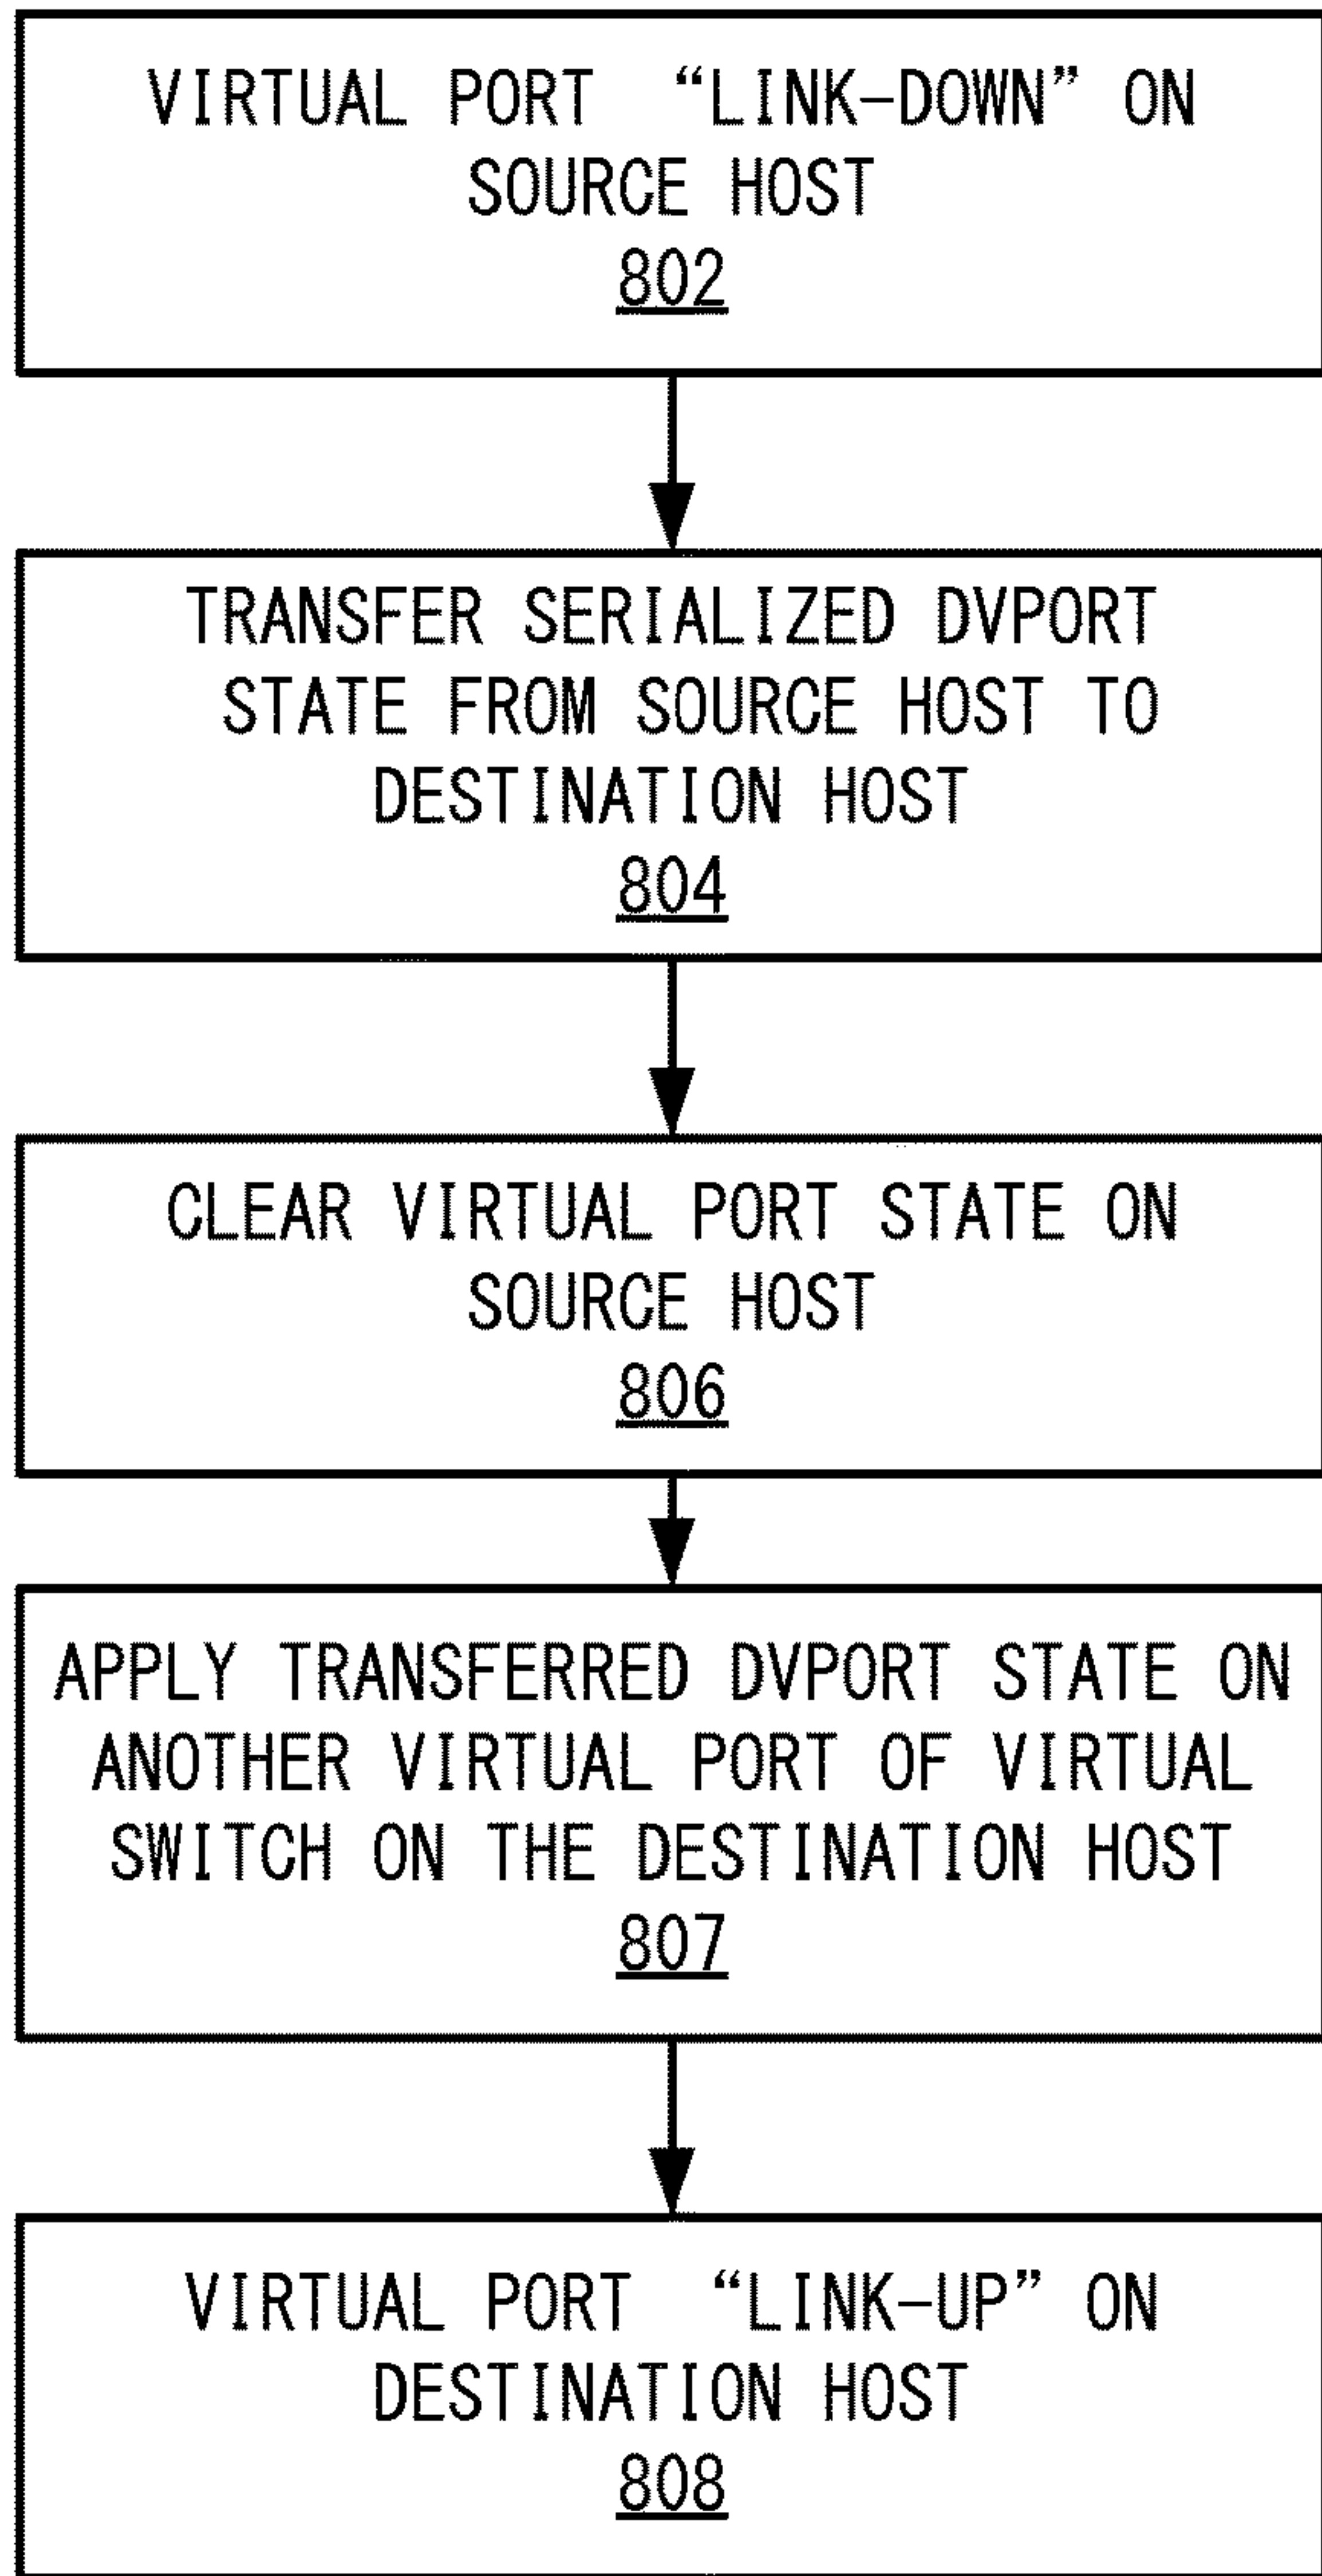 VIRTUAL PORT “LINK-DOWN” ON
SOURCE HOST
802
TRANSFER SERIALIZED DVPORT
STATE FROM SOURCE HOST TO
DESTINATION HOST
804
CLEAR VIRTUAL PORT STATE ON
SOURCE HOST
806
APPLY TRANSFERRED DVPORT STATE ON
ANOTHER VIRTUAL PORT OF VIRTUAL
SWITCH ON THE DESTINATION HOST
807
VIRTUAL PORT “LINK-UP” ON
DESTINATION HOST
808